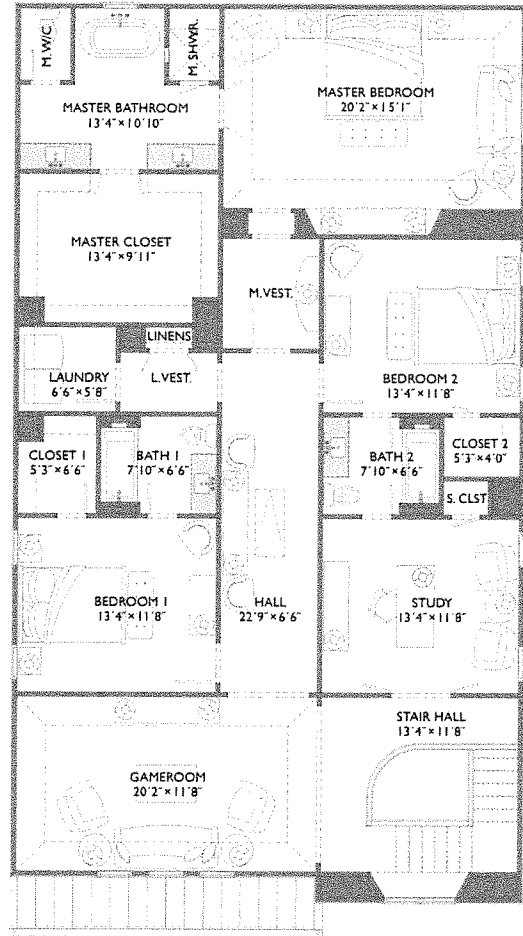 M. W/C
M. SHWR.
MASTER BATHROOM
13'4"×10'10"
MASTER BEDROOM
20'2"×15'1"
MASTER CLOSET
13'4"×9'11"
M. VEST.
LINENS
LAUNDRY
6'6"×5'8"
L.VEST.
BEDROOM 2
13'4"×11'8"
CLOSET 1
5'3"×6'6"
BATH 1
7'10"×6'6"
BATH 2
7'10"×6'6"
CLOSET 2
5'3"×4'0"
S. CLST
BEDROOM 1
13'4"×11'8"
HALL
22'9"×6'6"
STUDY
13'4"×11'8"
STAIR HALL
13'4"×11'8"
GAMEROOM
20'2"×11'8"